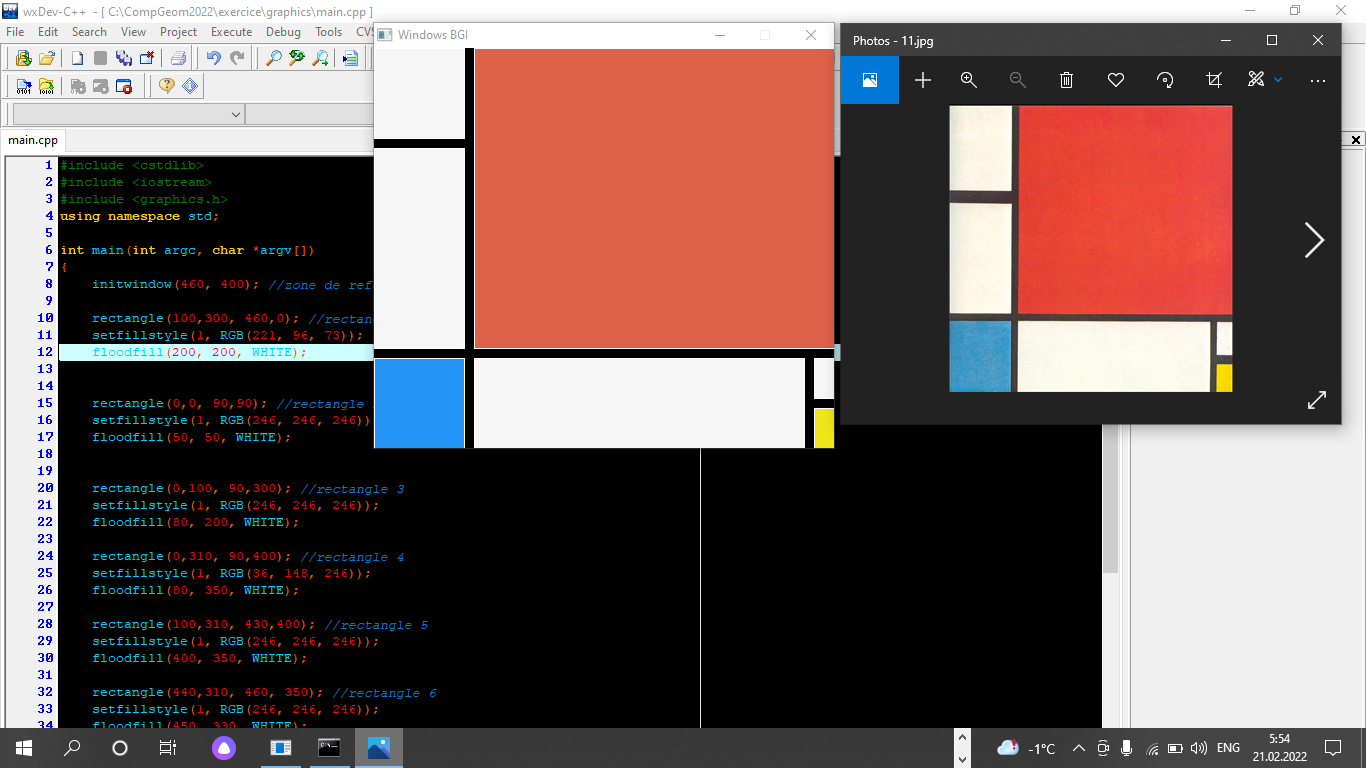 wxDev-C++ - [ C:\CompGeom2022\exercice\graphics\main.cpp ]
File Edit Search View Project Execute Debug Tools CVS
main.cpp
1 #include <cstdlib>
2 #include <iostream>
3 #include <graphics.h>
4 using namespace std;
5
6 int main(int argc, char *argv[])
7 {
8 initwindow(460, 400); //zone de ref
9
10 rectangle(100,300, 460,0); //rectan
11 setfillstyle(1, RGB(221, 96, 73));
12 floodfill(200, 200, WHITE);
13
14
15 rectangle(0,0, 90,90); //rectangle
16 setfillstyle(1, RGB(246, 246, 246))
17 floodfill(50, 50, WHITE);
18
19
20 rectangle(0,100, 90,300); //rectangle 3
21 setfillstyle(1, RGB(246, 246, 246));
22 floodfill(80, 200, WHITE);
23
24 rectangle(0,310, 90,400); //rectangle 4
25 setfillstyle(1, RGB(36, 148, 246));
26 floodfill(80, 350, WHITE);
27
28 rectangle(100,310, 430,400); //rectangle 5
29 setfillstyle(1, RGB(246, 246, 246));
30 floodfill(400, 350, WHITE);
31
32 rectangle(440,310, 460, 350); //rectangle 6
33 setfillstyle(1, RGB(246, 246, 246));
34 floodfill(450, 330, WHITE);
Windows BGI
Photos - 11.jpg
-1°C
ENG
5:54
21.02.2022